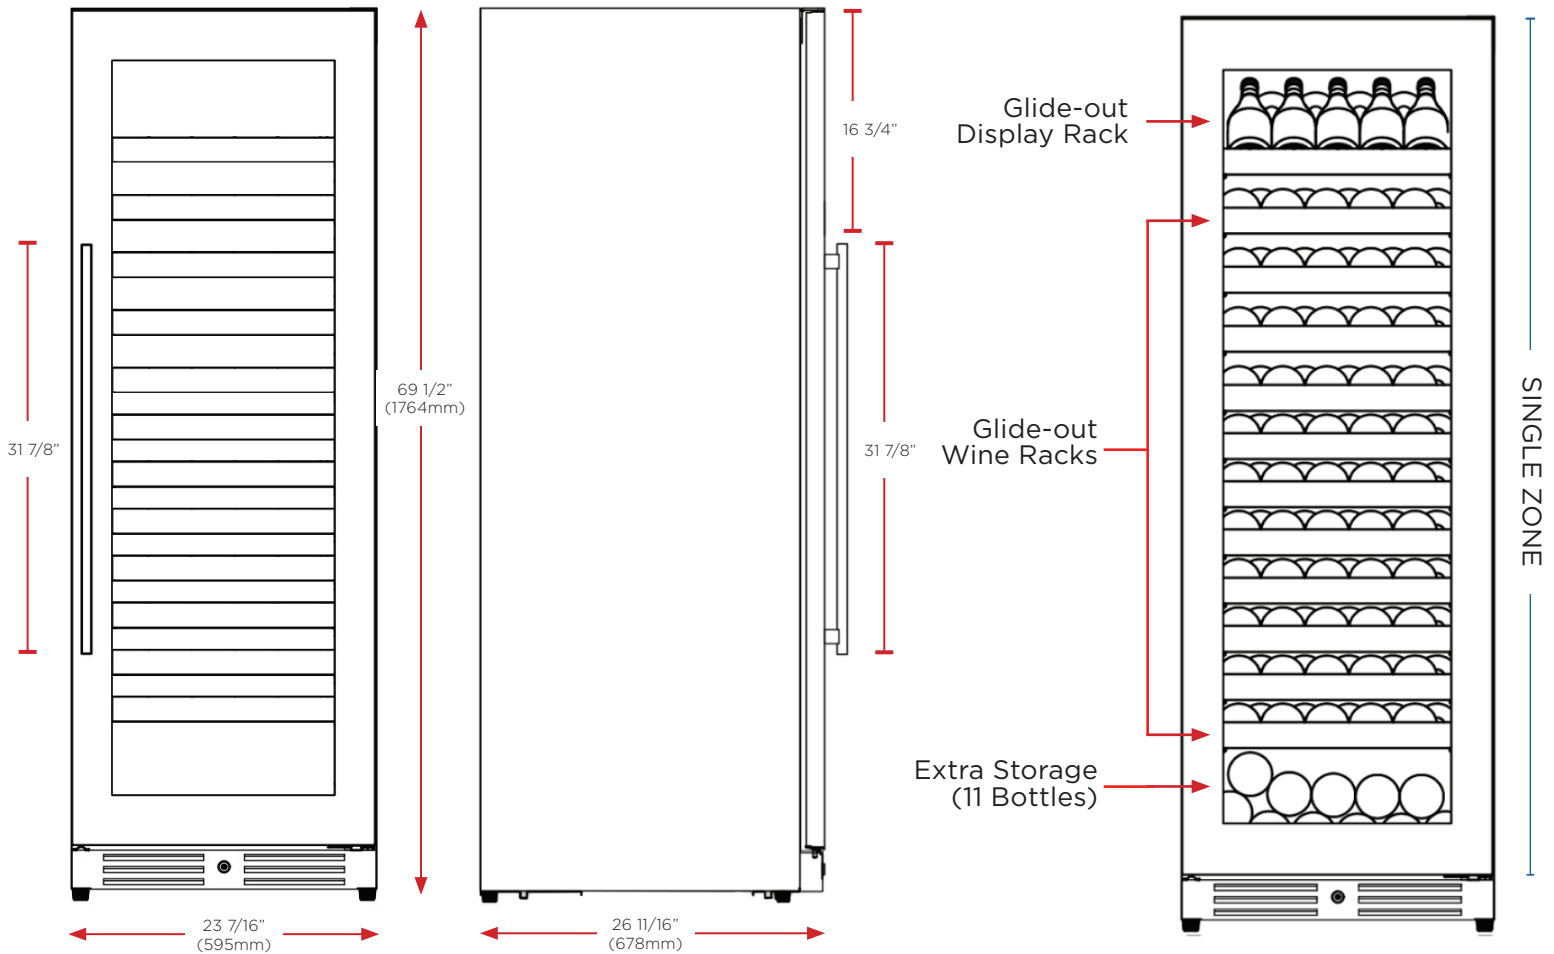 31 7/8”
69 1/2”
(1764mm)
23 7/16”
(595mm)
16 3/4”
31 7/8”
26 11/16”
(678mm)
Glide-out
Display Rack
Glide-out
Wine Racks
Extra Storage
(11 Bottles)
SINGLE ZONE